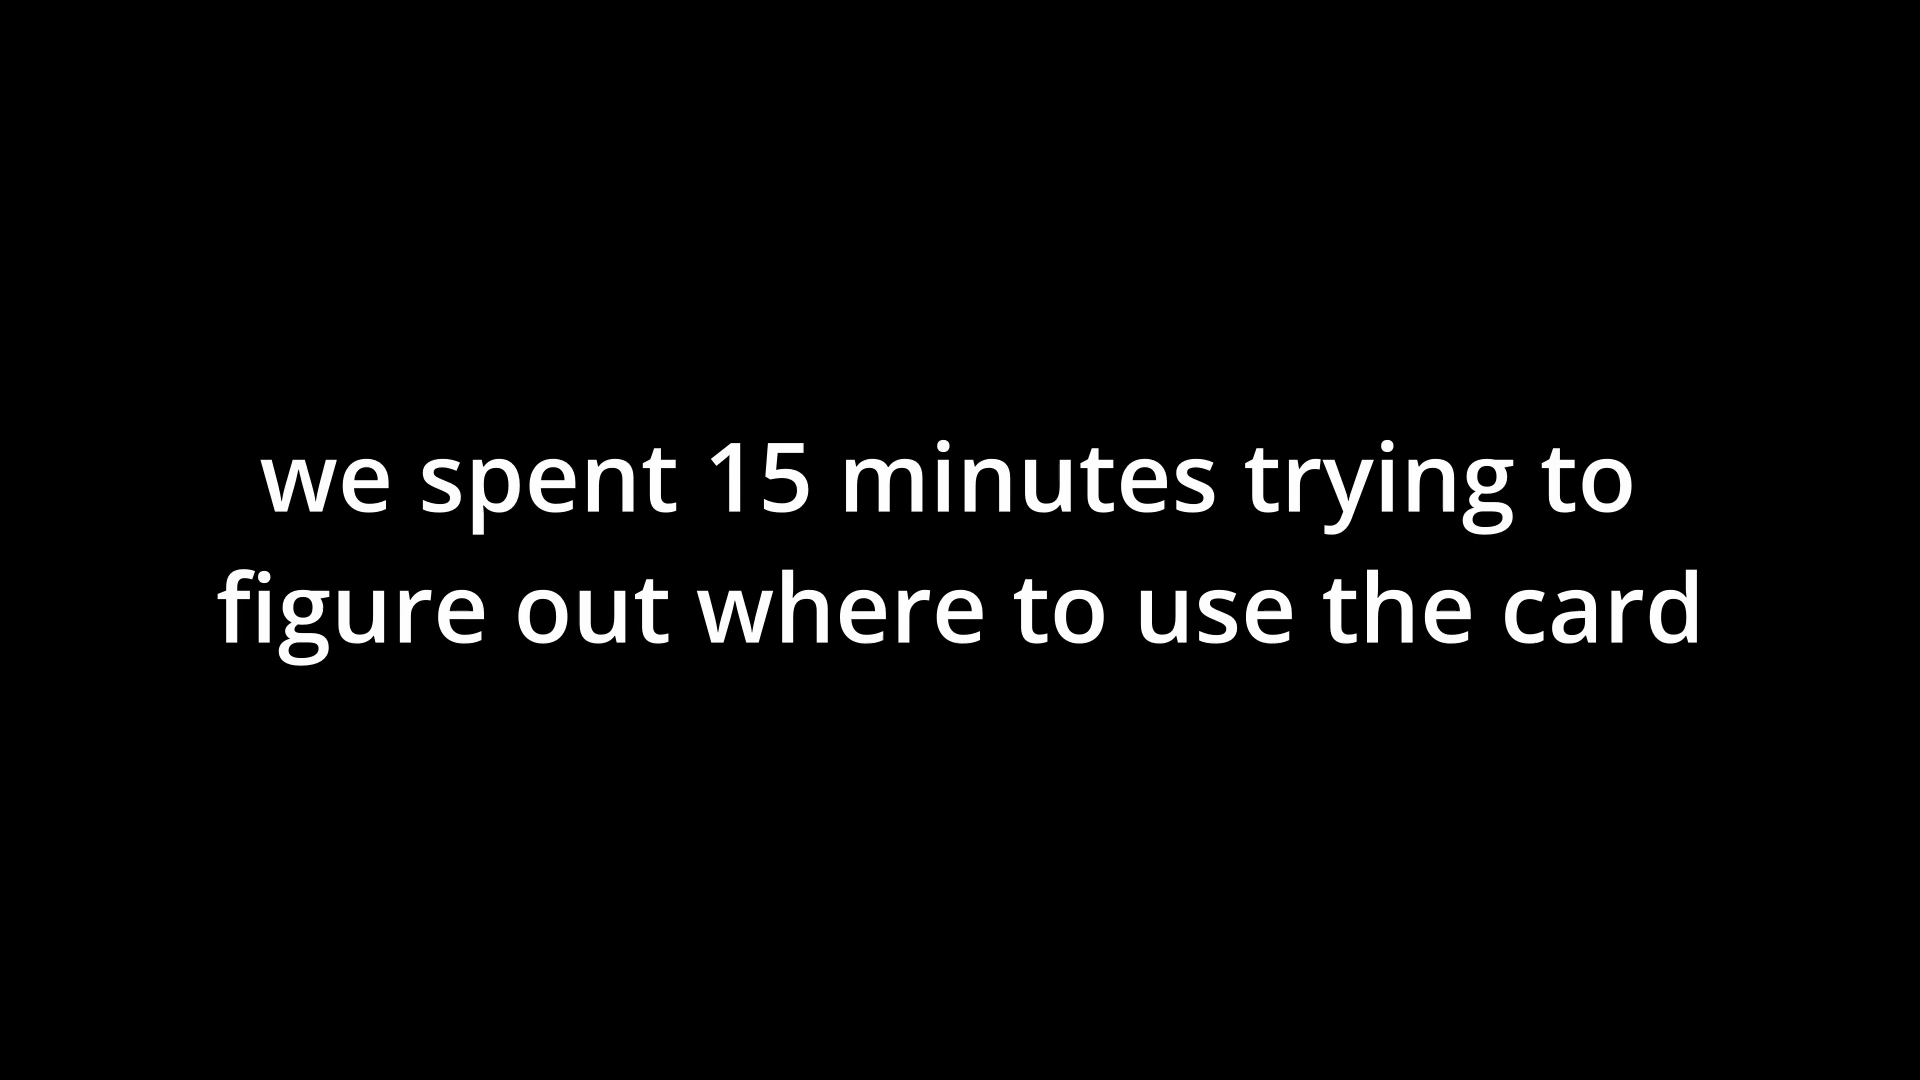 we spent 15 minutes trying to
figure out where to use the card